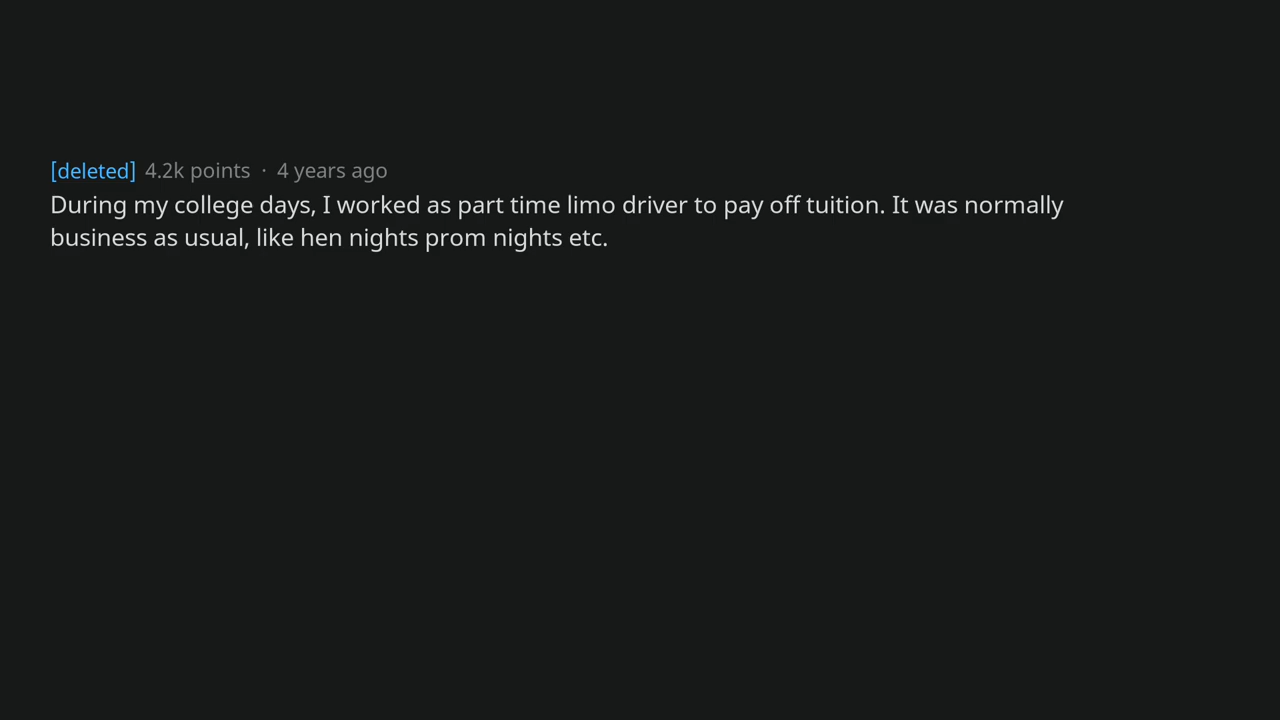 [deleted] 4.2k points · 4 years ago
During my college days, I worked as part time limo driver to pay off tuition. It was normally
business as usual, like hen nights prom nights etc.